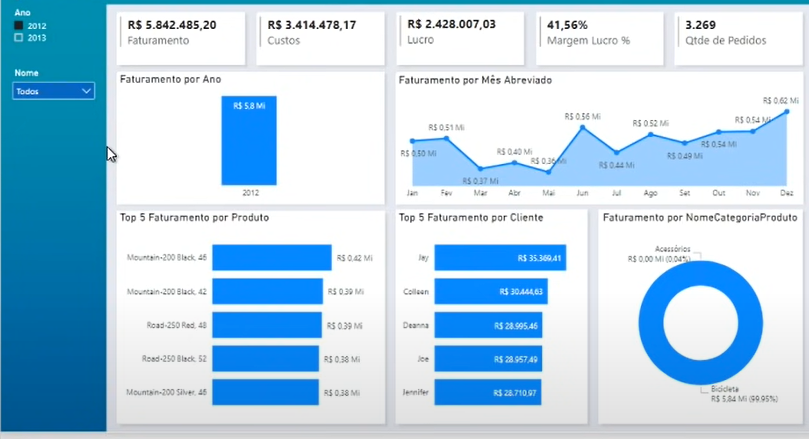 Ano
2012
2013
Nome
Todos
R$ 5.842.485,20
Faturamento
R$ 3.414.478,17
Custos
R$ 2.428.007,03
Lucro
41,56%
Margem Lucro %
3.269
Qtde de Pedidos
Faturamento por Ano
R$ 5,8 Mi
2012
Faturamento por Mês Abreviado
R$ 0,50 Mi
R$ 0,51 Mi
R$ 0,37 Mi
R$ 0,40 Mi
R$ 0,36 Mi
R$ 0,56 Mi
R$ 0,44 Mi
R$ 0,52 Mi
R$ 0,49 Mi
R$ 0,54 Mi
R$ 0,54 Mi
R$ 0,62 Mi
Jan Fev Mar Abr Mai Jun Jul Ago Set Out Nov Dez
Top 5 Faturamento por Produto
Mountain-200 Black, 46 R$ 0,42 Mi
Mountain-200 Black, 42 R$ 0,39 Mi
Road-250 Red, 48 R$ 0,39 Mi
Road-250 Black, 52 R$ 0,38 Mi
Mountain-200 Silver, 46 R$ 0,38 Mi
Top 5 Faturamento por Cliente
Jay R$ 35.369,41
Colleen R$ 30.444,63
Deanna R$ 28.995,46
Joe R$ 28.957,49
Jennifer R$ 28.710,97
Faturamento por NomeCategoriaProduto
Acessórios
R$ 0,00 Mi (0,04%)
Bicicleta
R$ 5,84 Mi (99,95%)